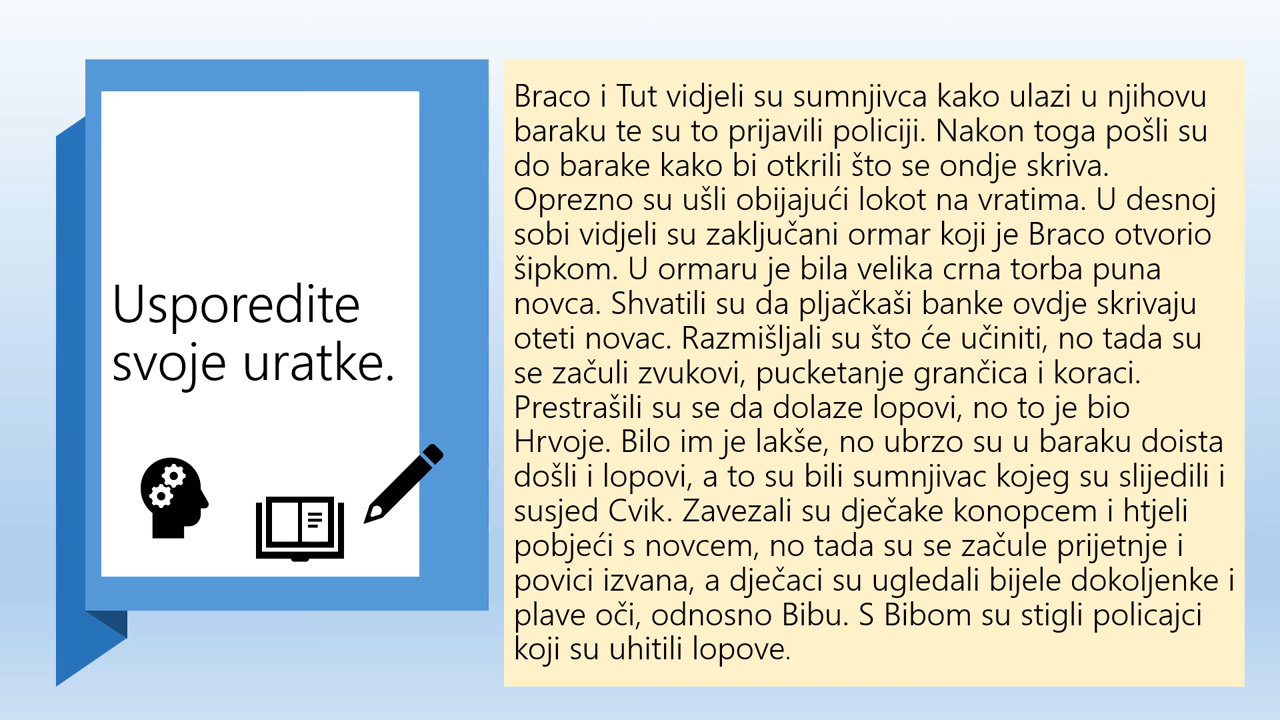 Usporedite
svoje uratke.
Braco i Tut vidjeli su sumnjivca kako ulazi u njihovu
baraku te su to prijavili policiji. Nakon toga pošli su
do barake kako bi otkrili što se ondje skriva.
Oprezno su ušli obijajući lokot na vratima. U desnoj
sobi vidjeli su zaključani ormar koji je Braco otvorio
šipkom. U ormaru je bila velika crna torba puna
novca. Shvatili su da pljačkaši banke ovdje skrivaju
oteti novac. Razmišljali su što će učiniti, no tada su
se začuli zvukovi, pucketanje grančica i koraci.
Prestrašili su se da dolaze lopovi, no to je bio
Hrvoje. Bilo im je lakše, no ubrzo su u baraku doista
došli i lopovi, a to su bili sumnjivac kojeg su slijedili i
susjed Cvik. Zavezali su dječake konopcem i htjeli
pobjeći s novcem, no tada su se začule prijetnje i
povici izvana, a dječaci su ugledali bijele dokoljenke i
plave oči, odnosno Bibu. S Bibom su stigli policajci
koji su uhitili lopove.